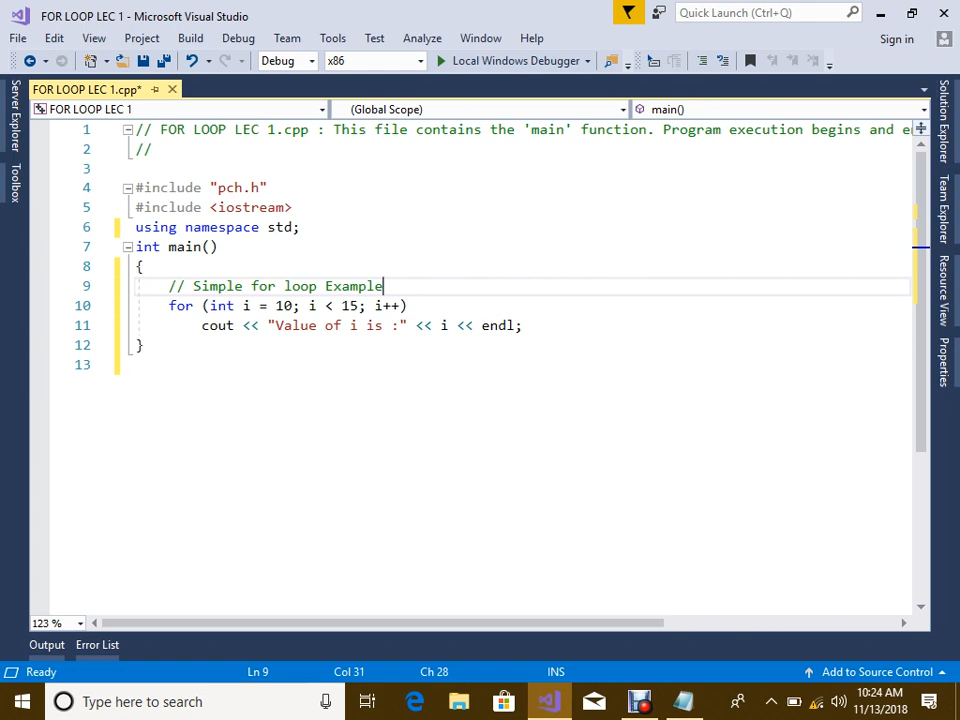 FOR LOOP LEC 1 - Microsoft Visual Studio
Quick Launch (Ctrl+Q)
File Edit View Project Build Debug Team Tools Test Analyze Window Help
Sign in
Debug x86 Local Windows Debugger
FOR LOOP LEC 1.cpp*
FOR LOOP LEC 1 (Global Scope) main()
Server Explorer
Toolbox
Solution Explorer
Team Explorer
Resource View
Properties
1 // FOR LOOP LEC 1.cpp : This file contains the 'main' function. Program execution begins and
2 //
3
4 #include "pch.h"
5 #include <iostream>
6 using namespace std;
7 int main()
8 {
9 // Simple for loop Example
10 for (int i = 10; i < 15; i++)
11 cout << "Value of i is :" << i << endl;
12 }
13
123 %
Output Error List
Ready Ln 9 Col 31 Ch 28 INS Add to Source Control
Type here to search
10:24 AM
11/13/2018